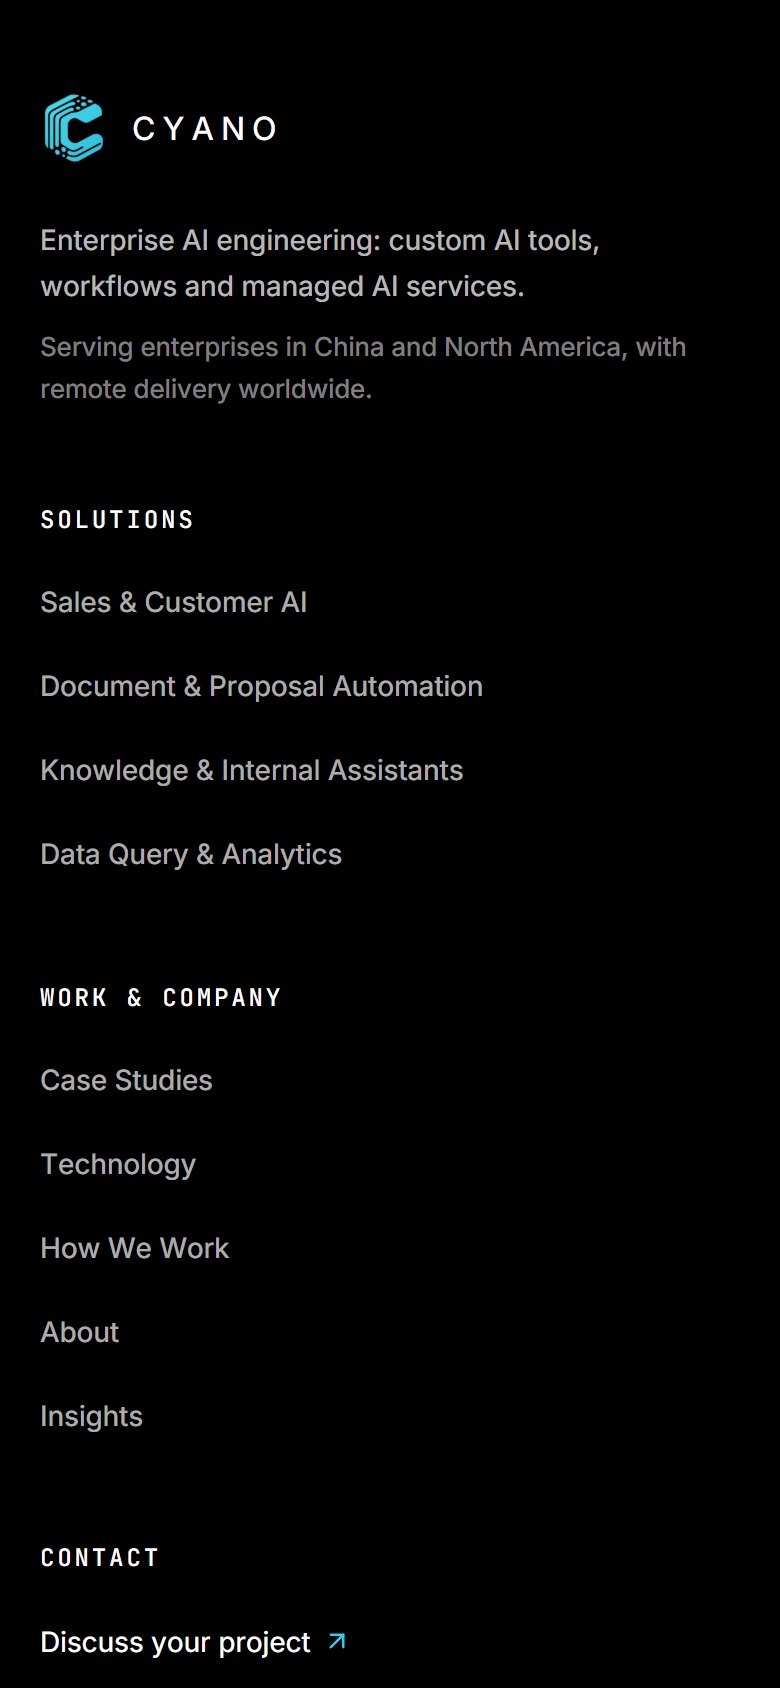 CYANO
Enterprise AI engineering: custom AI tools,
workflows and managed AI services.
Serving enterprises in China and North America, with
remote delivery worldwide.
SOLUTIONS
Sales & Customer AI
Document & Proposal Automation
Knowledge & Internal Assistants
Data Query & Analytics
WORK & COMPANY
Case Studies
Technology
How We Work
About
Insights
CONTACT
Discuss your project